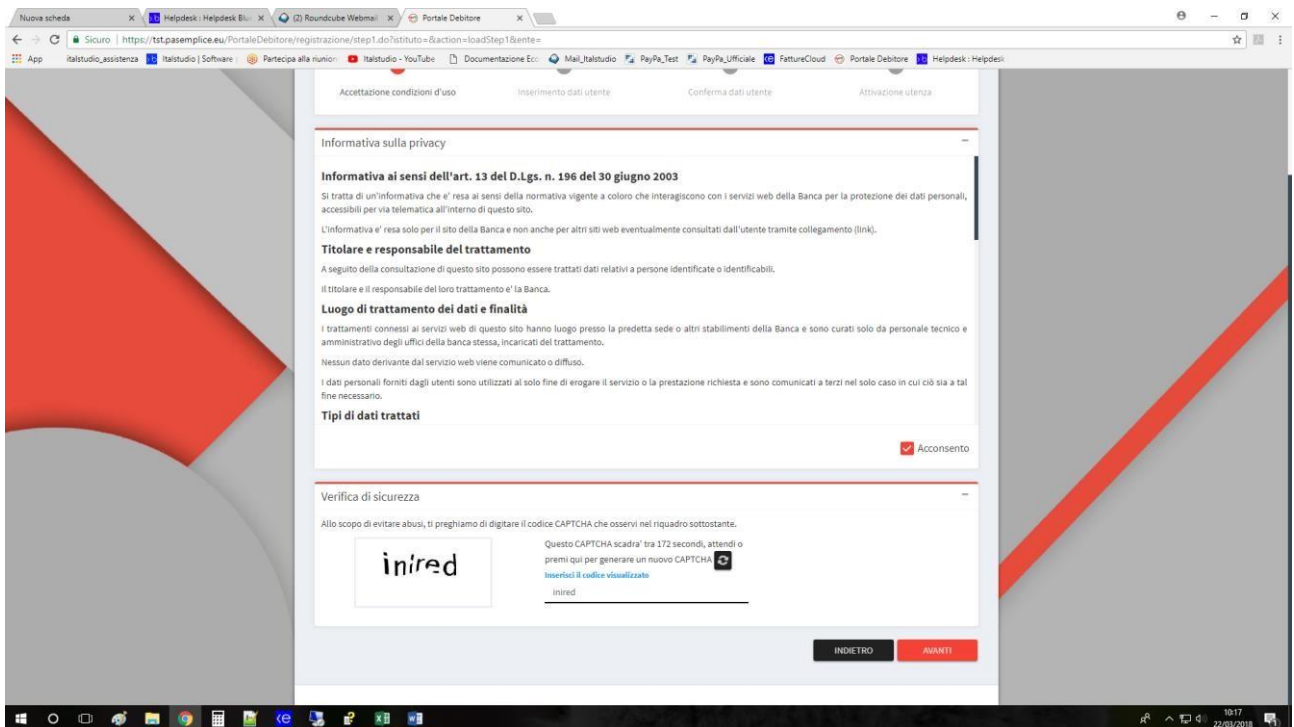 Nuova scheda
Helpdesk : Helpdesk Blu
(2) Roundcube Webmail
Portale Debitore
Sicuro | https://tst.pasemplice.eu/PortaleDebitore/registrazione/step1.do?istituto=&action=loadStep1&ente=
App
italstudio_assistenza
Italstudio | Software
Partecipa alla riunion
Italstudio - YouTube
Documentazione Ecc
Mail_Italstudio
PayPa_Test
PayPa_Ufficiale
FattureCloud
Portale Debitore
Helpdesk : Helpdesk
Accettazione condizioni d'uso
Inserimento dati utente
Conferma dati utente
Attivazione utenza
Informativa sulla privacy
Informativa ai sensi dell'art. 13 del D.Lgs. n. 196 del 30 giugno 2003
Si tratta di un'informativa che e' resa ai sensi della normativa vigente a coloro che interagiscono con i servizi web della Banca per la protezione dei dati personali,
accessibili per via telematica all'interno di questo sito.
L'informativa e' resa solo per il sito della Banca e non anche per altri siti web eventualmente consultati dall'utente tramite collegamento (link).
Titolare e responsabile del trattamento
A seguito della consultazione di questo sito possono essere trattati dati relativi a persone identificate o identificabili.
Il titolare e il responsabile del loro trattamento e' la Banca.
Luogo di trattamento dei dati e finalità
I trattamenti connessi ai servizi web di questo sito hanno luogo presso la predetta sede o altri stabilimenti della Banca e sono curati solo da personale tecnico e
amministrativo degli uffici della banca stessa, incaricati del trattamento.
Nessun dato derivante dal servizio web viene comunicato o diffuso.
I dati personali forniti dagli utenti sono utilizzati al solo fine di erogare il servizio o la prestazione richiesta e sono comunicati a terzi nel solo caso in cui ciò sia a tal
fine necessario.
Tipi di dati trattati
Acconsento
Verifica di sicurezza
Allo scopo di evitare abusi, ti preghiamo di digitare il codice CAPTCHA che osservi nel riquadro sottostante.
inired
Questo CAPTCHA scadra' tra 172 secondi, attendi o
premi qui per generare un nuovo CAPTCHA
Inserisci il codice visualizzato
inired
INDIETRO
AVANTI
10:17
22/03/2018